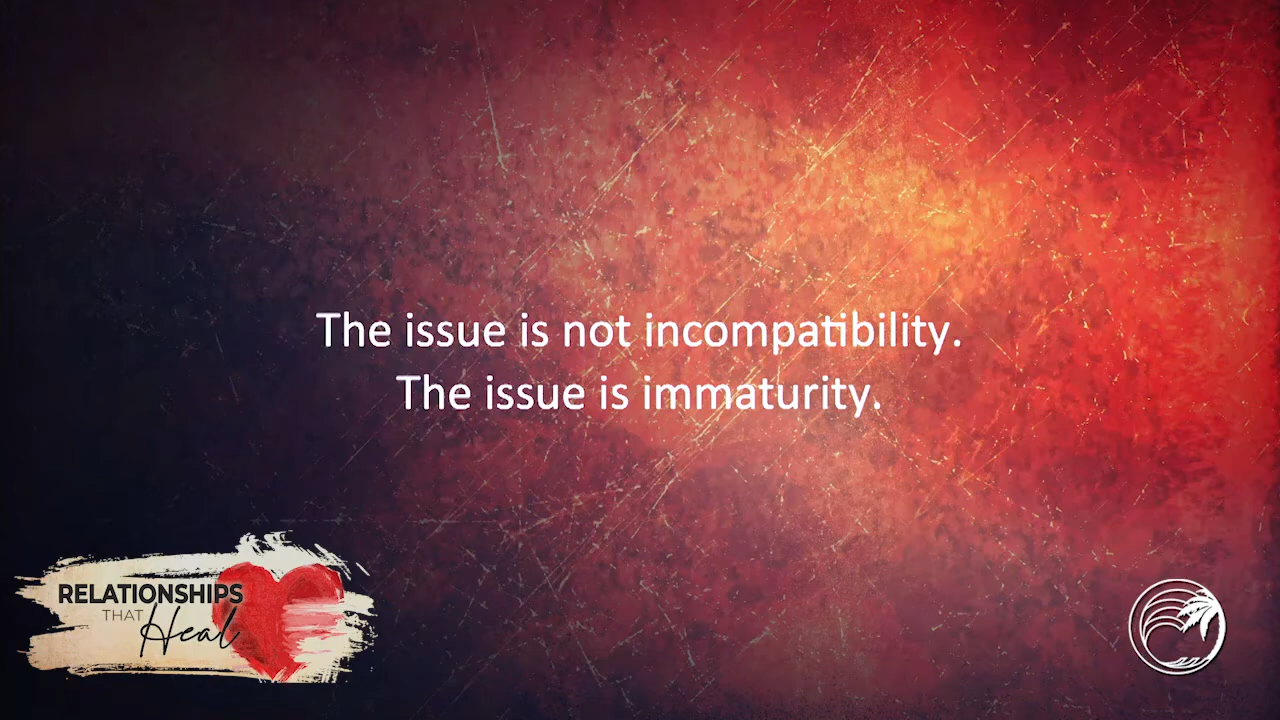 The issue is not incompatibility.
The issue is immaturity.
RELATIONSHIPS
THAT Heal